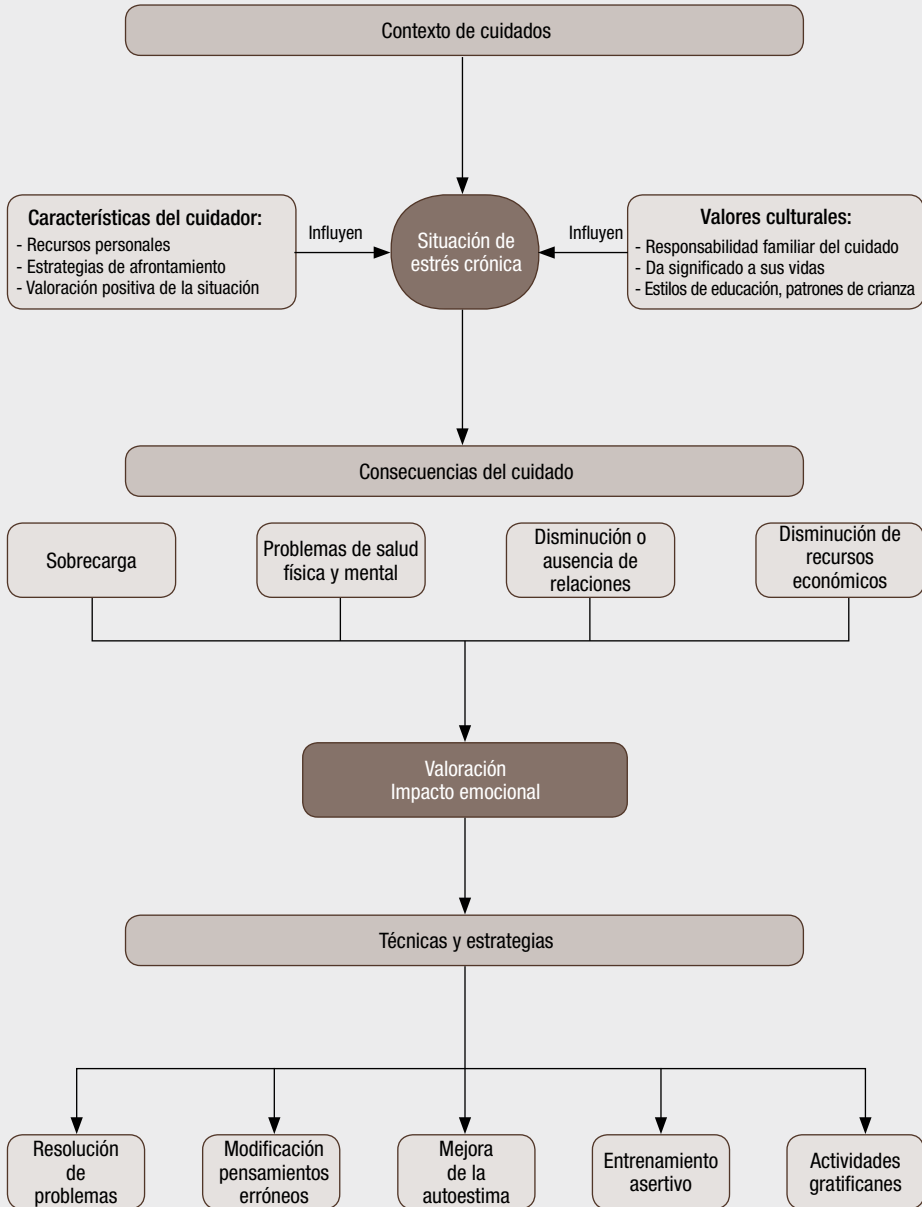 Contexto de cuidados
Características del cuidador:
- Recursos personales
- Estrategias de afrontamiento
- Valoración positiva de la situación
Influyen
Situación de
estrés crónica
Influyen
Valores culturales:
- Responsabilidad familiar del cuidado
- Da significado a sus vidas
- Estilos de educación, patrones de crianza
Consecuencias del cuidado
Sobrecarga
Problemas de salud
física y mental
Disminución o
ausencia de
relaciones
Disminución de
recursos
económicos
Valoración
Impacto emocional
Técnicas y estrategias
Resolución
de
problemas
Modificación
pensamientos
erróneos
Mejora
de la
autoestima
Entrenamiento
asertivo
Actividades
gratificanes